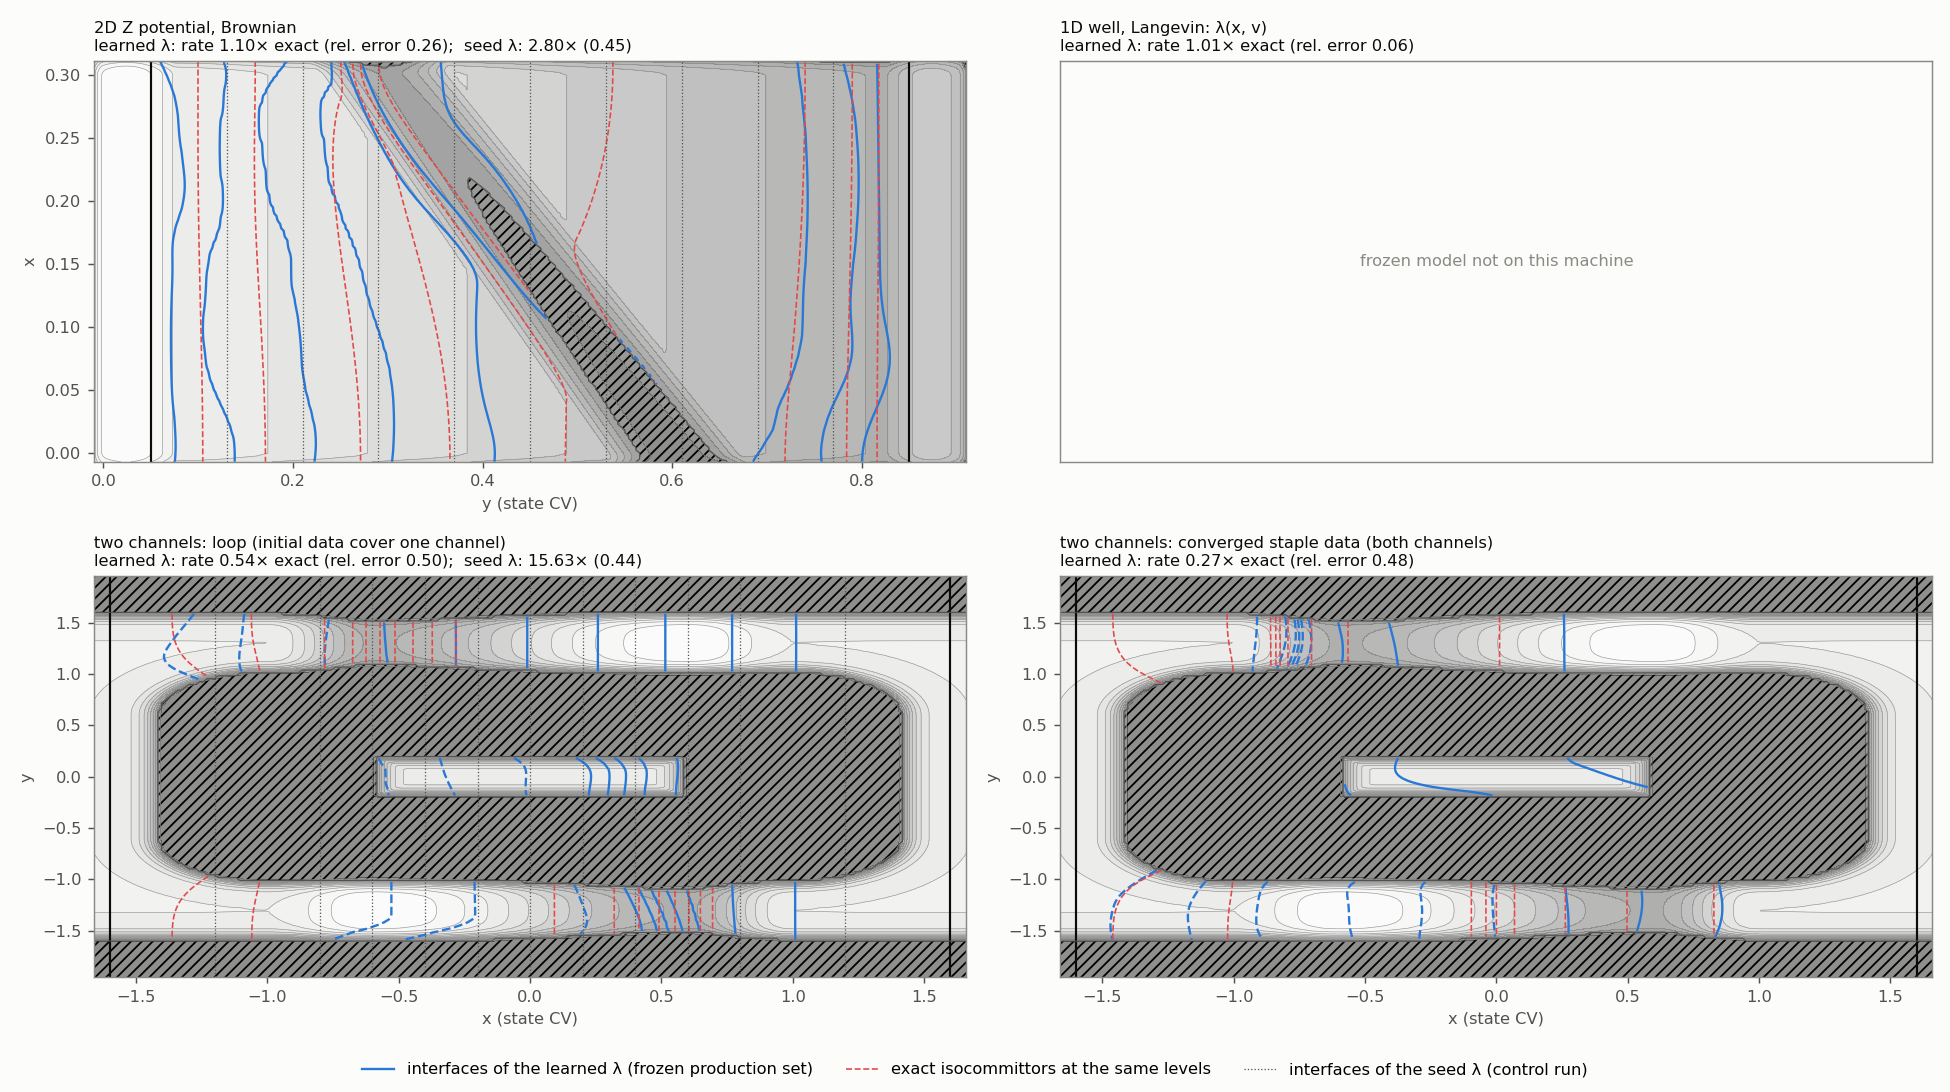 2D Z potential, Brownian
learned λ: rate 1.10× exact (rel. error 0.26);  seed λ: 2.80× (0.45)
0.30
0.25
0.20
0.15
0.10
0.05
0.00
x
0.0
0.2
0.4
0.6
0.8
y (state CV)
1D well, Langevin: λ(x, v)
learned λ: rate 1.01× exact (rel. error 0.06)
frozen model not on this machine
two channels: loop (initial data cover one channel)
learned λ: rate 0.54× exact (rel. error 0.50);  seed λ: 15.63× (0.44)
1.5
1.0
0.5
0.0
−0.5
−1.0
−1.5
y
−1.5
−1.0
−0.5
0.0
0.5
1.0
1.5
x (state CV)
two channels: converged staple data (both channels)
learned λ: rate 0.27× exact (rel. error 0.48)
1.5
1.0
0.5
0.0
−0.5
−1.0
−1.5
y
−1.5
−1.0
−0.5
0.0
0.5
1.0
1.5
x (state CV)
interfaces of the learned λ (frozen production set)
exact isocommittors at the same levels
interfaces of the seed λ (control run)